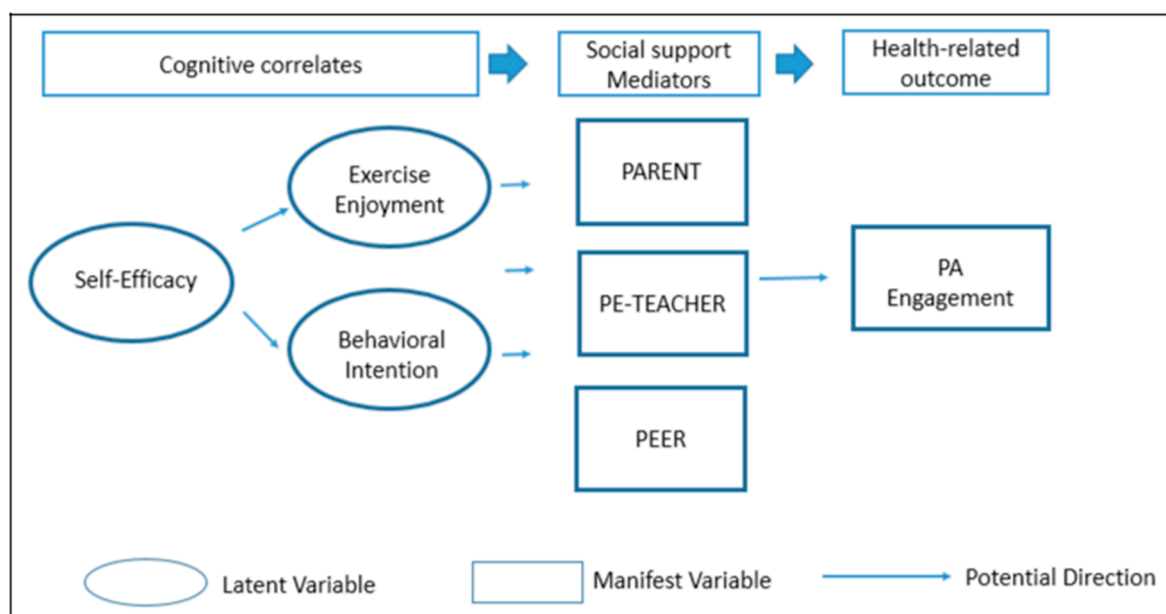 Cognitive correlates
Social support
Mediators
Health-related
outcome
Exercise
Enjoyment
PARENT
Self-Efficacy
PE-TEACHER
PA
Engagement
Behavioral
Intention
PEER
Latent Variable
Manifest Variable
Potential Direction